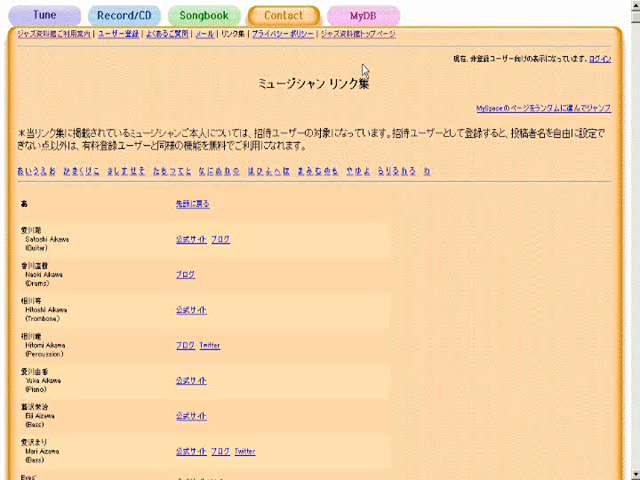 Tune Record/CD Songbook Contact MyDB
ジャズ資料館ご利用案内 | ユーザー登録 | よくあるご質問 | メール | リンク集 | プライバシーポリシー | ジャズ資料館トップページ
現在、非登録ユーザー向けの表示になっています。ログイン
ミュージシャン リンク集
MySpaceのページをランダムに選んでジャンプ
＊当リンク集に掲載されているミュージシャンご本人については、招待ユーザーの対象になっています。招待ユーザーとして登録すると、投稿者名を自由に設定で
きない点以外は、有料登録ユーザーと同様の機能を無料でご利用になれます。
あいうえお かきくけこ さしすせそ たちつてと なにぬねの はひふへほ まみむめも やゆよ らりるれろ わ
あ 先頭に戻る
Satoshi Aikawa 公式サイト ブログ
(Guitar)
Naoki Aikawa ブログ
(Drums)
相川等
Hitoshi Aikawa 公式サイト
(Trombone)
相川瞳
Hitomi Aikawa ブログ Twitter
(Percussion)
愛川由香
Yuka Aikawa 公式サイト
(Piano)
藍沢栄治
Eiji Aizawa 公式サイト
(Bass)
愛沢まり
Mari Aizawa 公式サイト ブログ Twitter
(Bass)